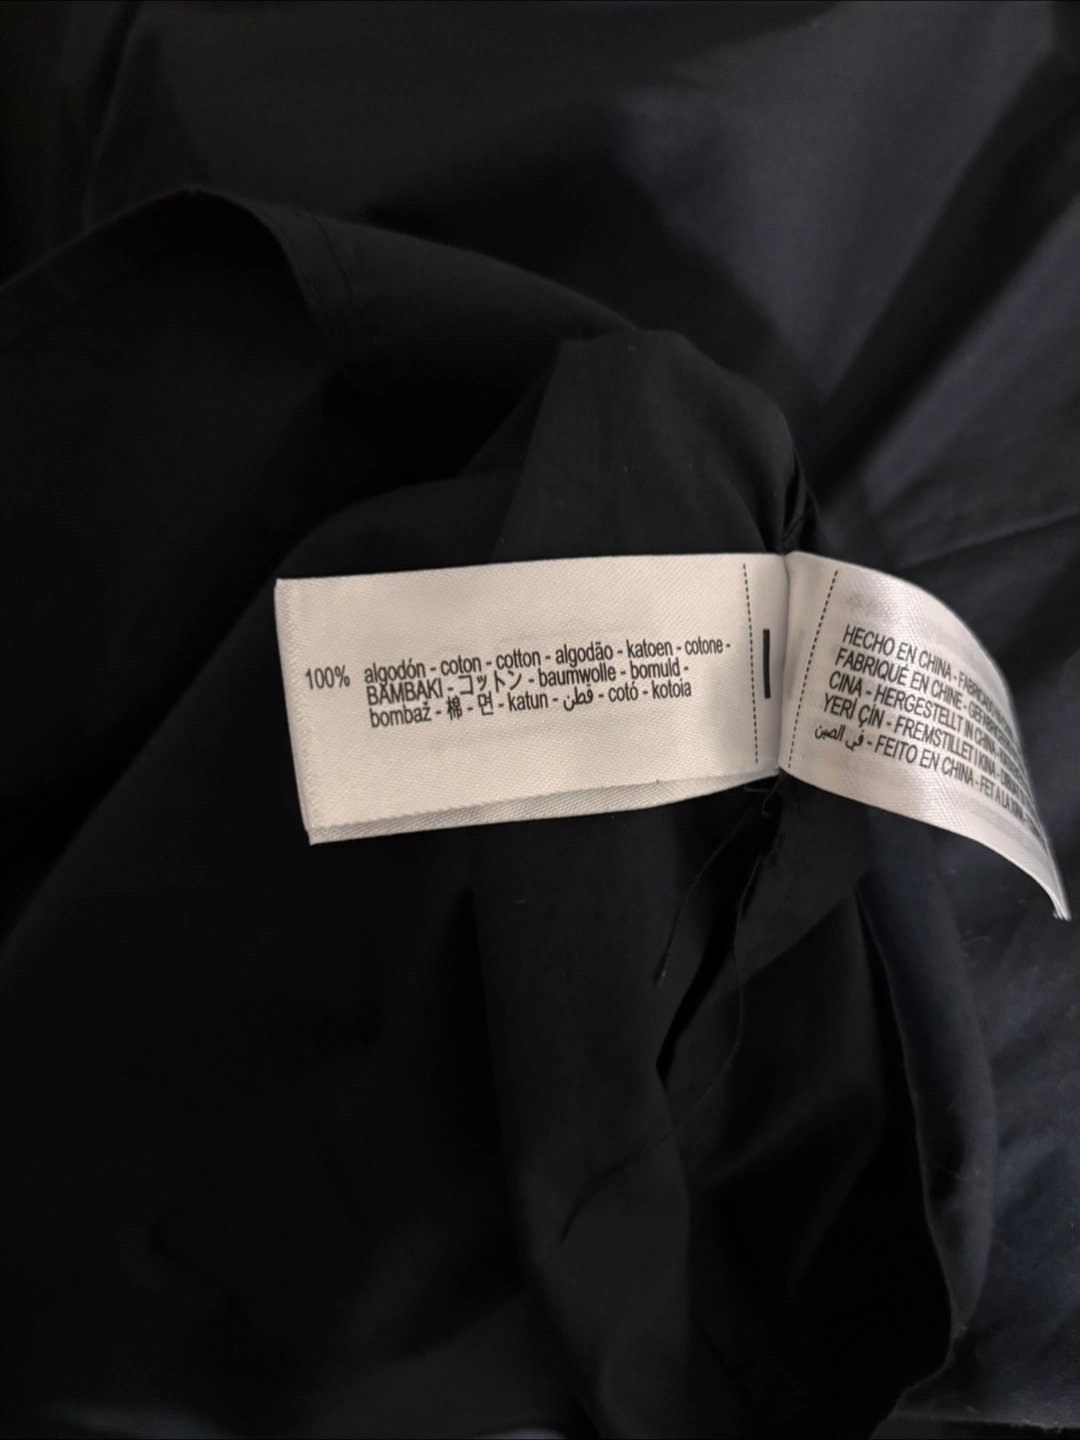 100% algodón - coton - cotton - algodão - katoen - cotone -
BAMBAKI - コットン - baumwolle - bomuld -
bombaž - 棉 - 면 - katun - قطن - cotó - kotoia
HECHO EN CHINA -
FABRIQUÉ EN CHINE -
CINA - HERGESTELLT IN CHINA -
YERİ ÇİN - FREMSTILLET I KINA -
في الصين - FEITO EN CHINA - FET A LA